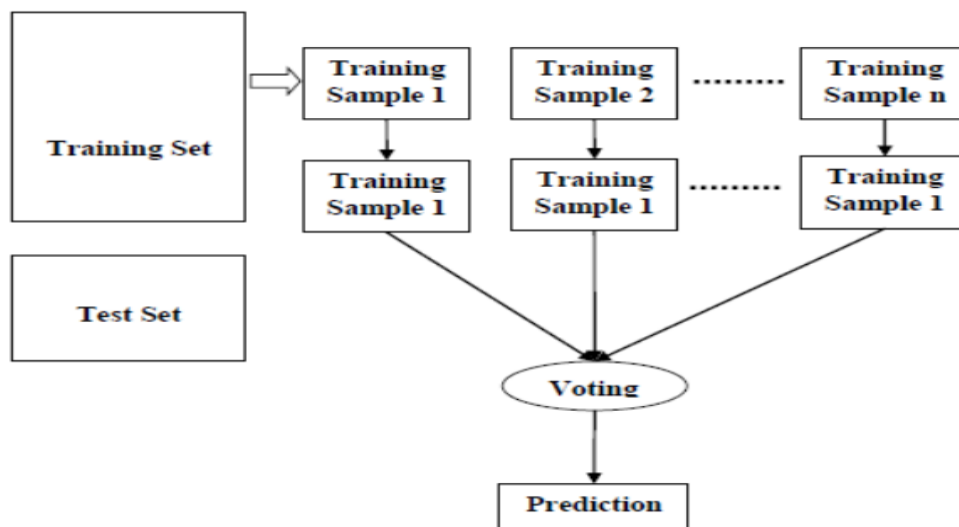 Training Set
Training
Sample 1
Training
Sample 2
Training
Sample n
Training
Sample 1
Training
Sample 1
Training
Sample 1
Test Set
Voting
Prediction